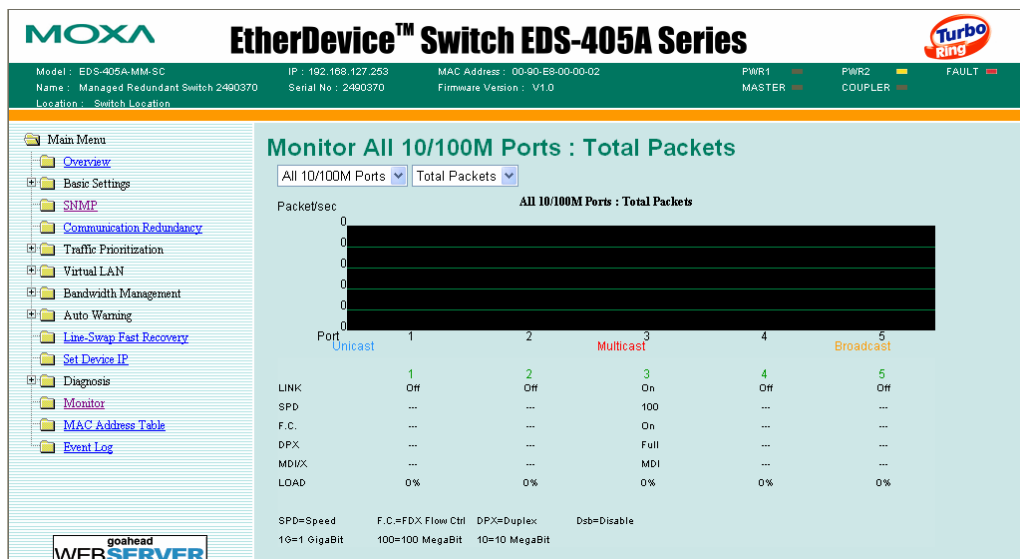 MOXA
EtherDevice™ Switch EDS-405A Series
Turbo Ring
Model : EDS-405A-MM-SC
IP : 192.168.127.253
MAC Address : 00-90-E8-00-00-02
PWR1
PWR2
FAULT
Name : Managed Redundant Switch 2490370
Serial No : 2490370
Firmware Version : V1.0
MASTER
COUPLER
Location : Switch Location
Main Menu
Overview
Basic Settings
SNMP
Communication Redundancy
Traffic Prioritization
Virtual LAN
Bandwidth Management
Auto Warning
Line-Swap Fast Recovery
Set Device IP
Diagnosis
Monitor
MAC Address Table
Event Log
goahead
WEBSERVER
Monitor All 10/100M Ports : Total Packets
All 10/100M Ports
Total Packets
Packet/sec
All 10/100M Ports : Total Packets
0
0
0
0
0
0
Port 1 2 3 4 5
Unicast Multicast Broadcast
1 2 3 4 5
LINK Off Off On Off Off
SPD --- --- 100 --- ---
F.C. --- --- On --- ---
DPX --- --- Full --- ---
MDI/X --- --- MDI --- ---
LOAD 0% 0% 0% 0% 0%
SPD=Speed F.C.=FDX Flow Ctrl DPX=Duplex Dsb=Disable
1G=1 GigaBit 100=100 MegaBit 10=10 MegaBit